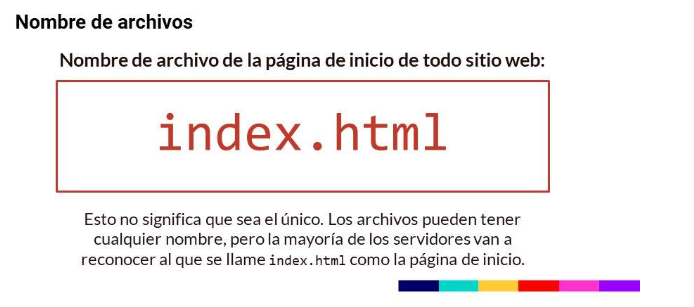 Nombre de archivos
Nombre de archivo de la página de inicio de todo sitio web:
index.html
Esto no significa que sea el único. Los archivos pueden tener
cualquier nombre, pero la mayoría de los servidores van a
reconocer al que se llame index.html como la página de inicio.